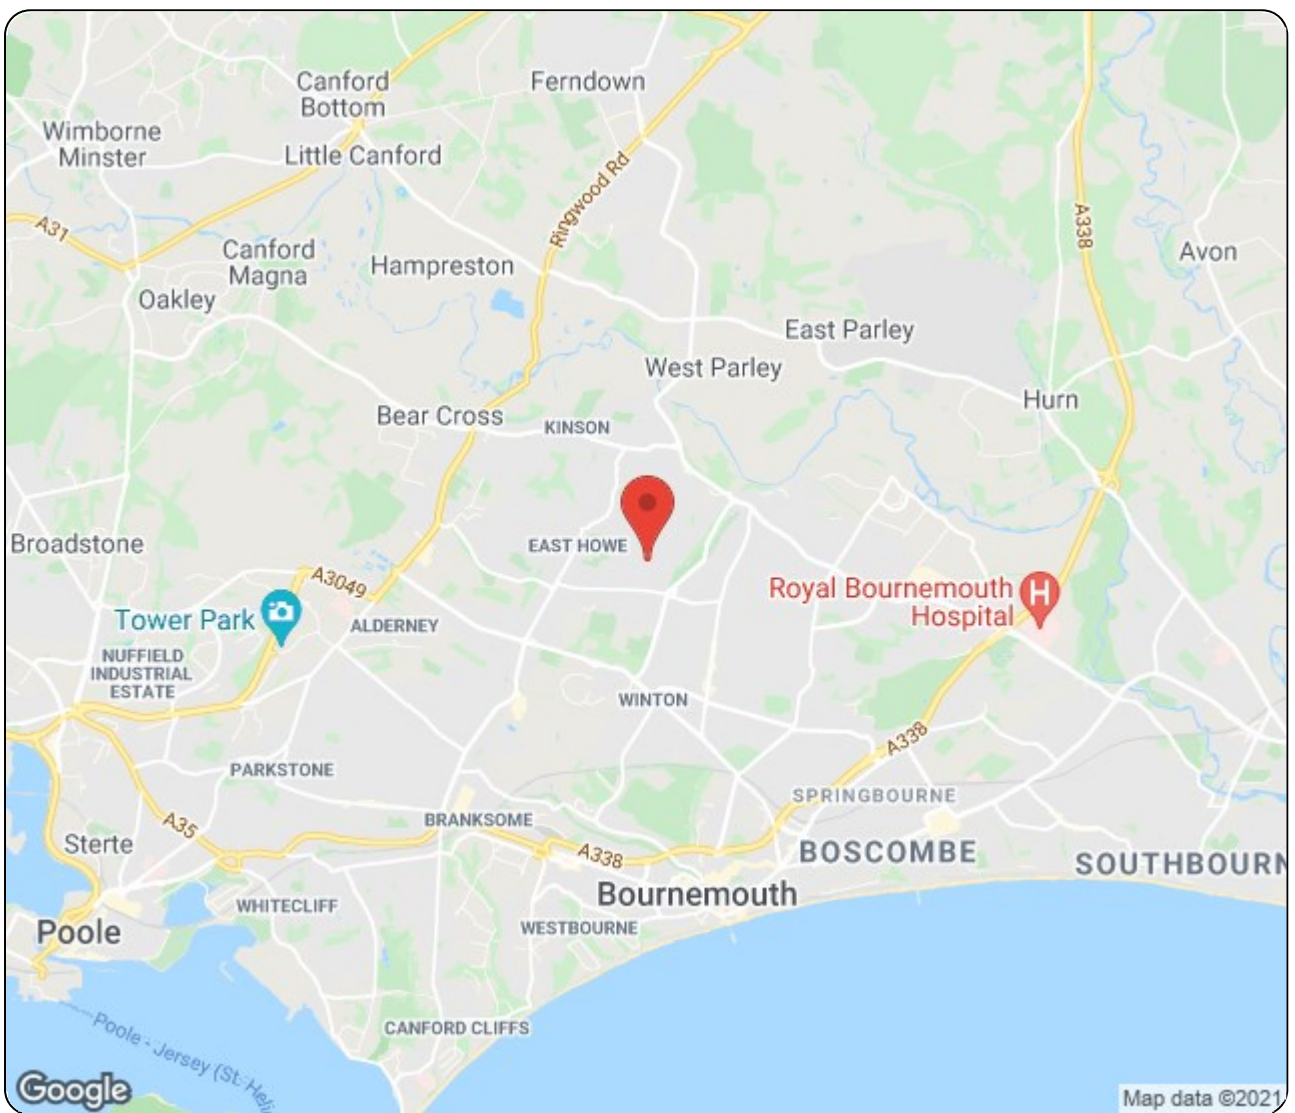 Canford
Bottom
Ferndown
Wimborne
Minster
Little Canford
Ringwood Rd
A31
A338
Canford
Magna
Avon
Hampreston
Oakley
East Parley
West Parley
Hurn
Bear Cross
KINSON
Broadstone
EAST HOWE
A3049
Royal Bournemouth
Hospital
H
Tower Park
ALDERNEY
NUFFIELD
INDUSTRIAL
ESTATE
WINTON
A338
PARKSTONE
SPRINGBOURNE
BRANKSOME
A35
Sterte
A338
BOSCOMBE
SOUTHBOURN
Bournemouth
WHITECLIFF
WESTBOURNE
Poole
CANFORD CLIFFS
Poole - Jersey (St. Heli
Google
Map data ©2021